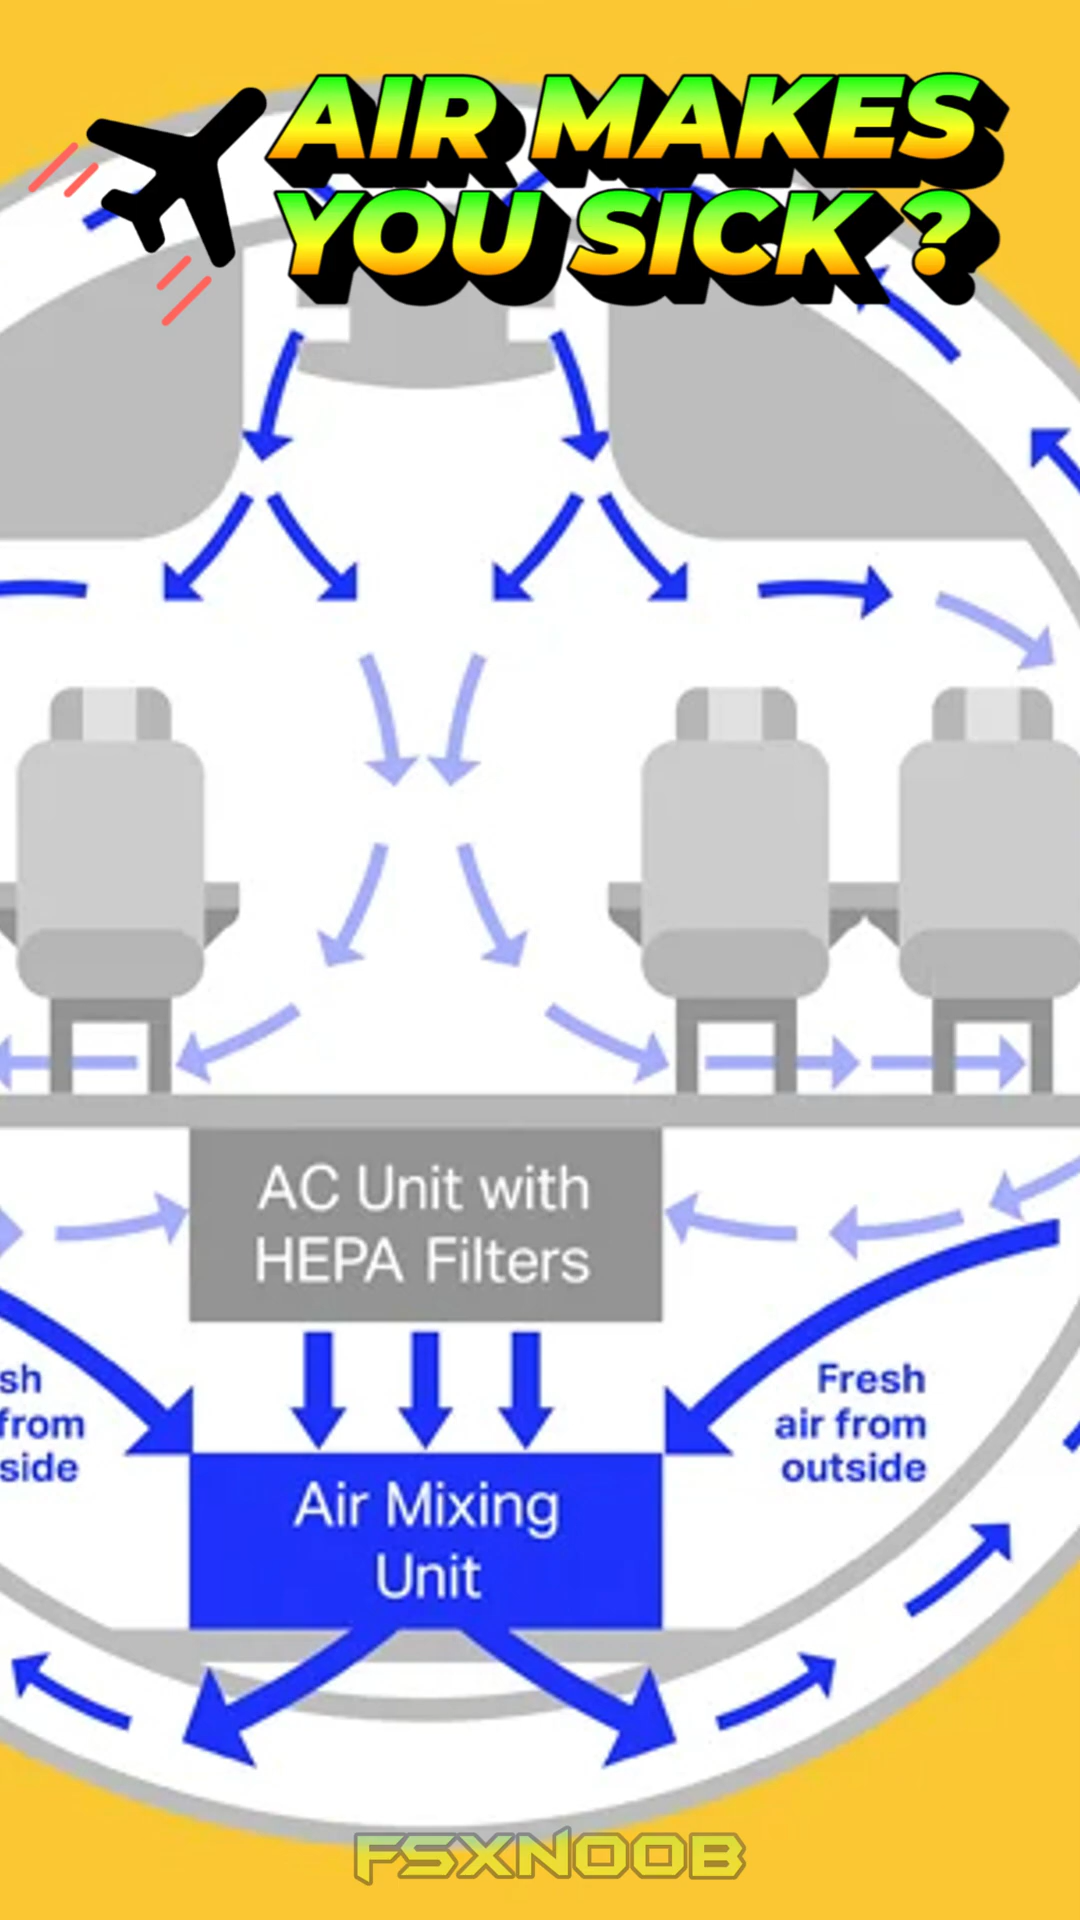 AIR MAKES
YOU SICK ?
AC Unit with
HEPA Filters
sh
from
side
Fresh
air from
outside
Air Mixing
Unit
FSXNOOB